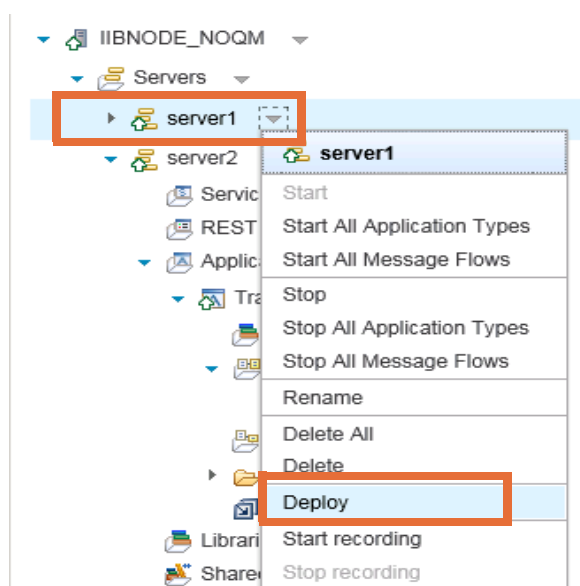 IIBNODE_NOQM
Servers
server1
server2
server1
Servic
Start
REST
Start All Application Types
Applic
Start All Message Flows
Tra
Stop
Stop All Application Types
Stop All Message Flows
Rename
Delete All
Delete
Deploy
Librari
Start recording
Share
Stop recording